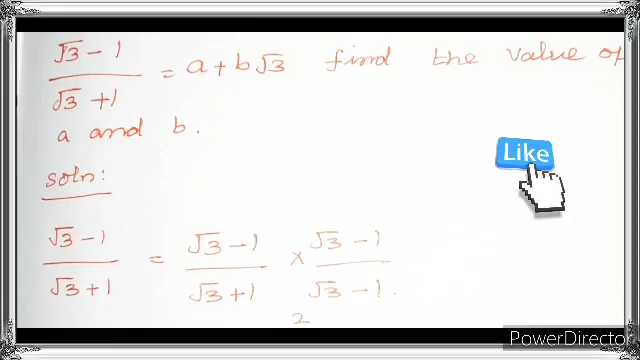 √3 - 1 / √3 + 1 = a + b√3 find the value of
a and b.
soln:
√3 - 1 / √3 + 1 = √3 - 1 / √3 + 1 × √3 - 1 / √3 - 1.
2
Like
PowerDirector